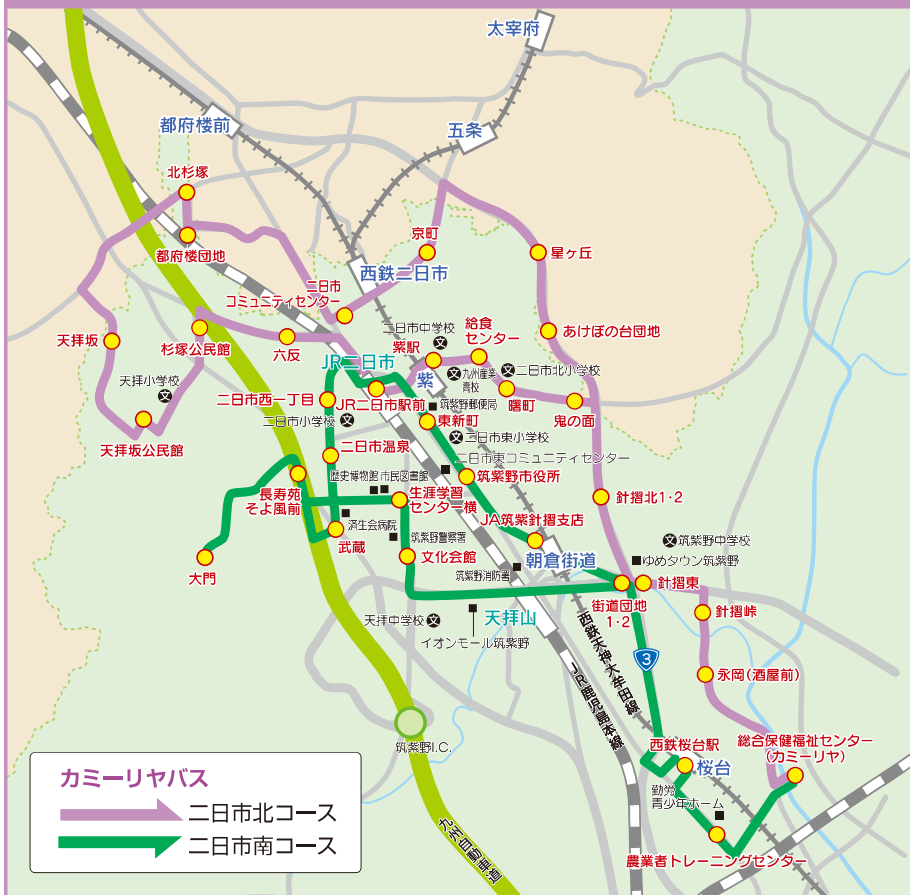 太宰府
都府楼前
五条
北杉塚
都府楼団地
京町
西鉄二日市
星ヶ丘
二日市
コミュニティセンター
天拝坂
杉塚公民館
六反
二日市中学校
紫駅
給食
センター
あけぼの台団地
JR二日市
紫
九州産業
高校
二日市北小学校
天拝小学校
二日市西一丁目
JR二日市駅前
筑紫野郵便局
曙町
鬼の面
二日市小学校
東新町
二日市東小学校
天拝坂公民館
二日市温泉
二日市東コミュニティセンター
歴史博物館
市民図書館
筑紫野市役所
長寿苑
そよ風前
生涯学習
センター横
針摺北1・2
済生会病院
武蔵
筑紫野警察署
JA筑紫針摺支店
大門
文化会館
朝倉街道
筑紫野中学校
ゆめタウン筑紫野
筑紫野消防署
針摺東
街道団地
1・2
天拝中学校
天拝山
イオンモール筑紫野
針摺峠
西鉄天神大牟田線
JR鹿児島本線
3
永岡(酒屋前)
筑紫野I.C.
西鉄桜台駅
桜台
総合保健福祉センター
(カミーリヤ)
勤労
青少年ホーム
農業者トレーニングセンター
九州自動車道
カミーリヤバス
二日市北コース
二日市南コース
文
文
文
文
文
文
文